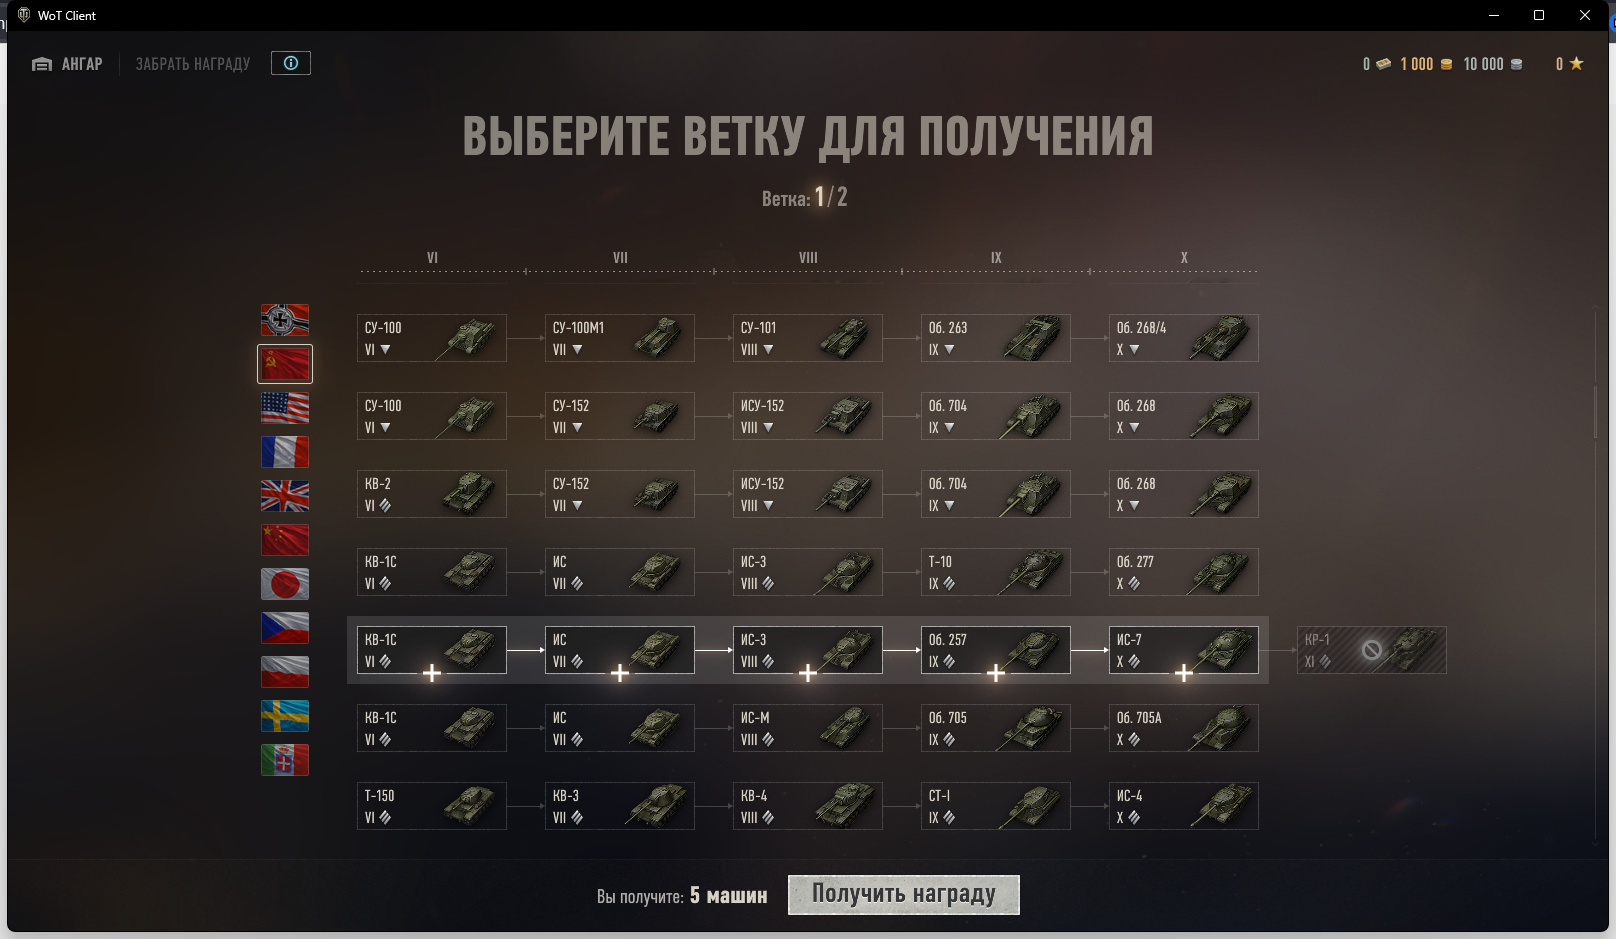 WoT Client
АНГАР
ЗАБРАТЬ НАГРАДУ
0
1 000
10 000
0
ВЫБЕРИТЕ ВЕТКУ ДЛЯ ПОЛУЧЕНИЯ
Ветка: 1/2
VI VII VIII IX X
СУ-100 СУ-100М1 СУ-101 Об. 263 Об. 268/4
VI VII VIII IX X
СУ-100 СУ-152 ИСУ-152 Об. 704 Об. 268
VI VII VIII IX X
КВ-2 СУ-152 ИСУ-152 Об. 704 Об. 268
VI VII VIII IX X
КВ-1С ИС ИС-3 Т-10 Об. 277
VI VII VIII IX X
КВ-1С ИС ИС-3 Об. 257 ИС-7 КР-1
VI VII VIII IX X XI
КВ-1С ИС ИС-М Об. 705 Об. 705А
VI VII VIII IX X
Т-150 КВ-3 КВ-4 СТ-I ИС-4
VI VII VIII IX X
Вы получите: 5 машин
Получить награду